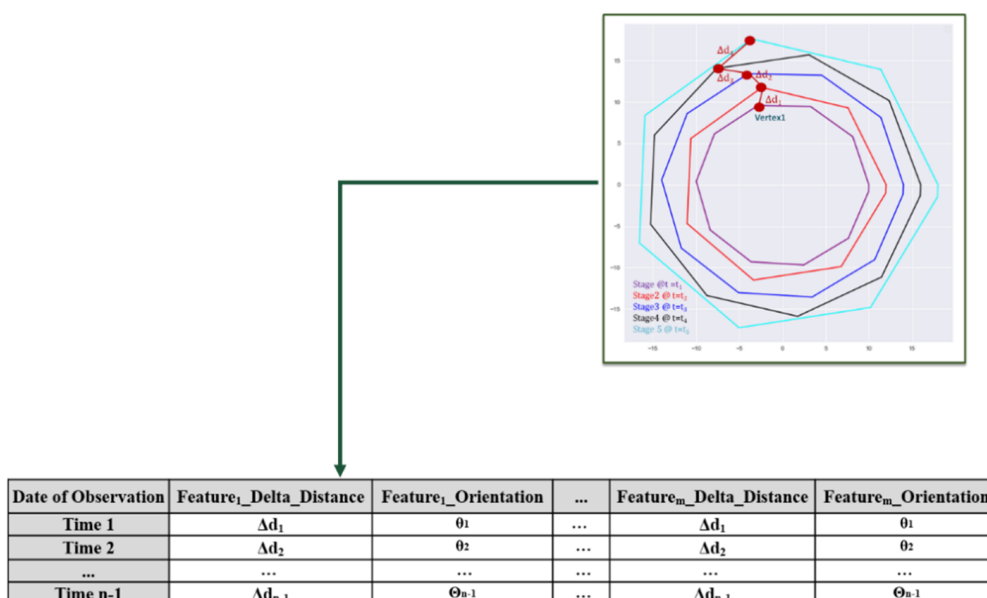 Δd₄
Δd₃ Δd₂
Δd₁
Vertex1
15
10
5
0
−5
−10
−15
Stage @t =t₁
Stage2 @ t=t₂
Stage3 @ t=t₃
Stage4 @ t=t₄
Stage 5 @ t=t₅
−15 −10 −5 0 5 10 15
Date of Observation Feature₁_Delta_Distance Feature₁_Orientation ... Featureₘ_Delta_Distance Featureₘ_Orientation
Time 1 Δd₁ θ₁ … Δd₁ θ₁
Time 2 Δd₂ θ₂ … Δd₂ θ₂
... … … … … …
Time n-1 Δdₙ₋₁ Θₙ₋₁ … Δdₙ₋₁ Θₙ₋₁